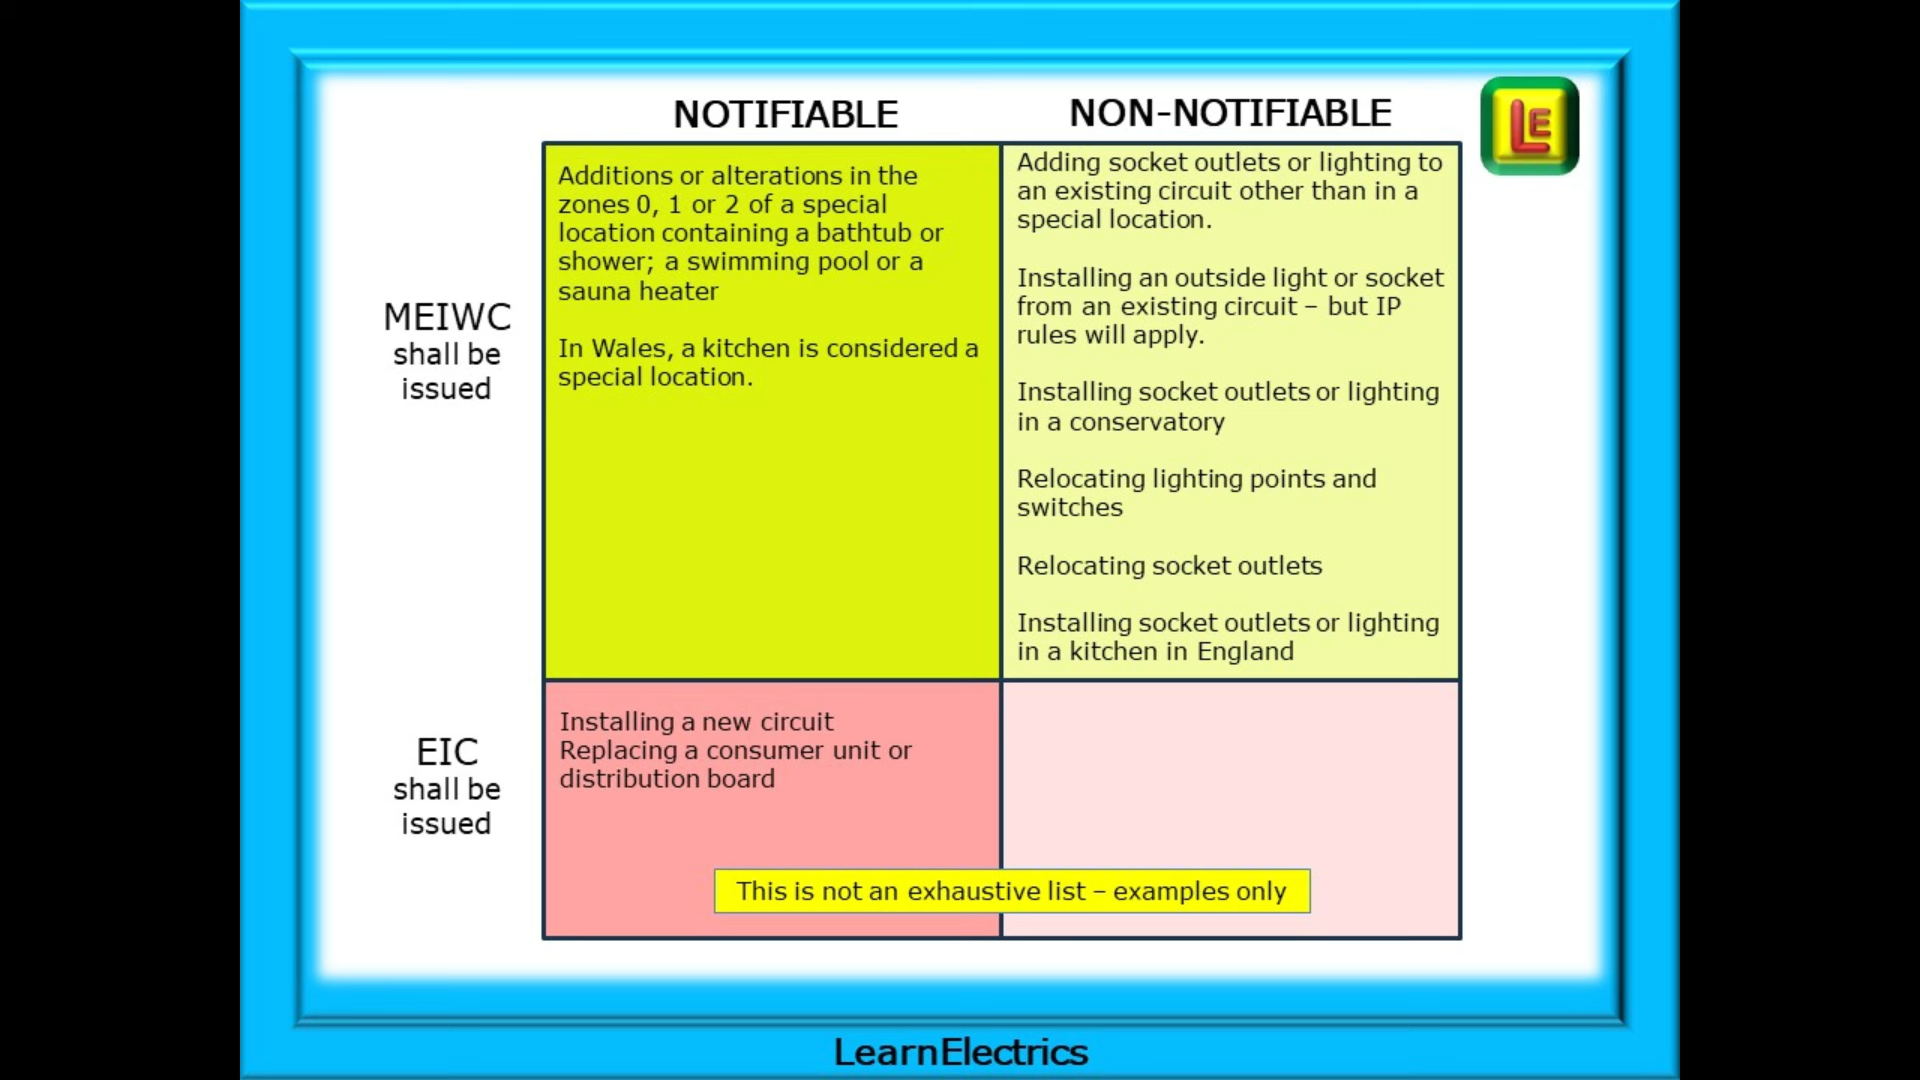 NOTIFIABLE
NON-NOTIFIABLE
LE
MEIWC
shall be
issued
Additions or alterations in the
zones 0, 1 or 2 of a special
location containing a bathtub or
shower; a swimming pool or a
sauna heater
In Wales, a kitchen is considered a
special location.
Adding socket outlets or lighting to
an existing circuit other than in a
special location.
Installing an outside light or socket
from an existing circuit – but IP
rules will apply.
Installing socket outlets or lighting
in a conservatory
Relocating lighting points and
switches
Relocating socket outlets
Installing socket outlets or lighting
in a kitchen in England
EIC
shall be
issued
Installing a new circuit
Replacing a consumer unit or
distribution board
This is not an exhaustive list – examples only
LearnElectrics